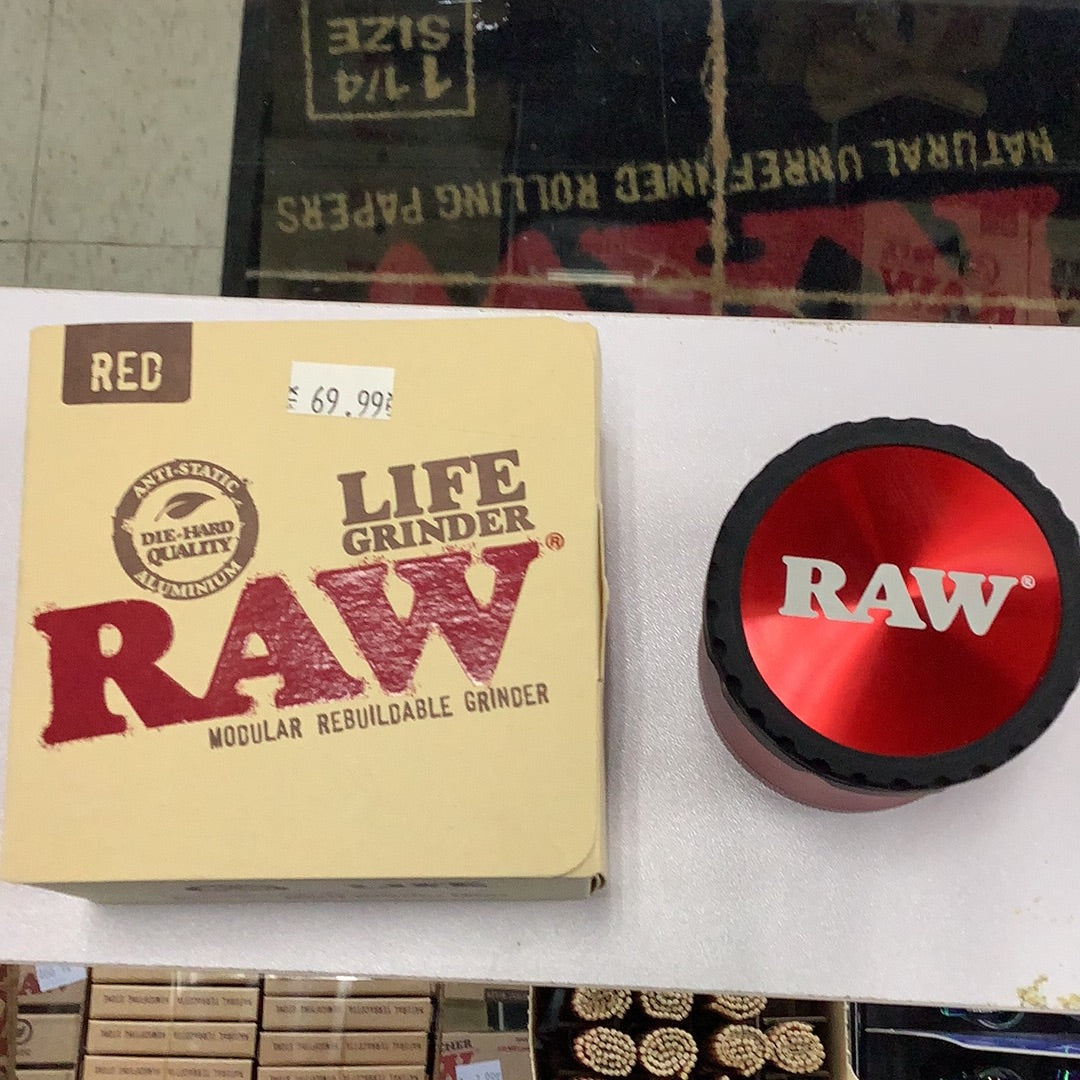 1 1/4
SIZE
NATURAL UNREFINED ROLLING PAPERS
RAW
RED
69.99
ANTI-STATIC
DIE-HARD
QUALITY
ALUMINIUM
LIFE
GRINDER
RAW®
MODULAR REBUILDABLE GRINDER
RAW®